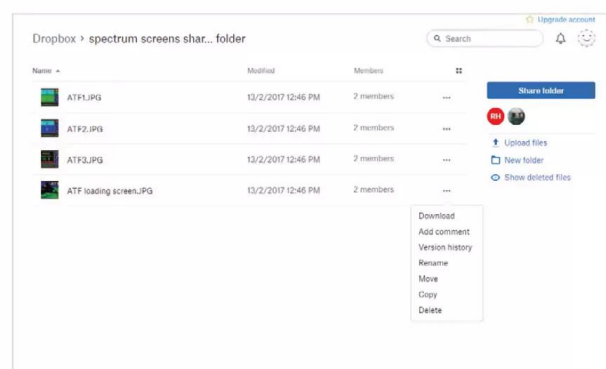 Upgrade account
Dropbox > spectrum screens shar... folder
Search
Name Modified Members
ATF1.JPG 13/2/2017 12:46 PM 2 members ...
ATF2.JPG 13/2/2017 12:46 PM 2 members ...
ATF3.JPG 13/2/2017 12:46 PM 2 members ...
ATF loading screen.JPG 13/2/2017 12:46 PM 2 members ...
Share folder
RH
Upload files
New folder
Show deleted files
Download
Add comment
Version history
Rename
Move
Copy
Delete